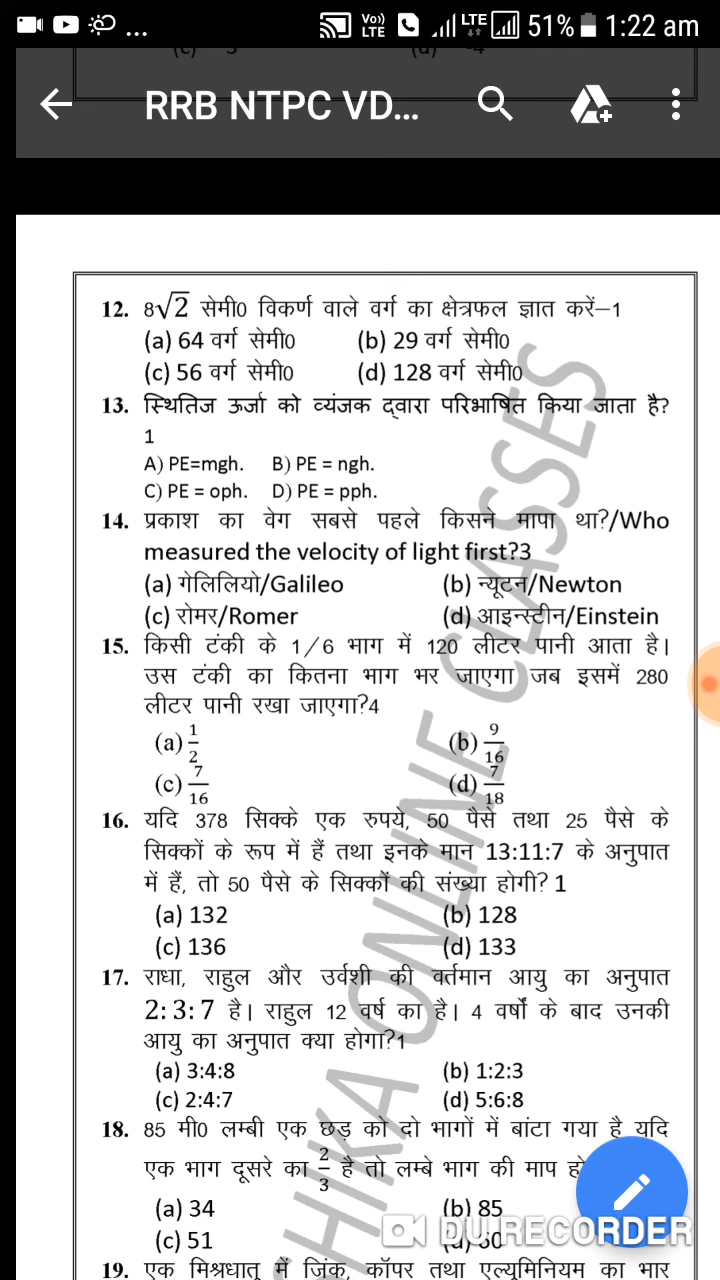 Vo)) LTE LTE 51% 1:22 am
RRB NTPC VD...
12. 8√2 सेमी0 विकर्ण वाले वर्ग का क्षेत्रफल ज्ञात करें–1
(a) 64 वर्ग सेमी0 (b) 29 वर्ग सेमी0
(c) 56 वर्ग सेमी0 (d) 128 वर्ग सेमी0
13. स्थितिज ऊर्जा को व्यंजक द्वारा परिभाषित किया जाता है?
1
A) PE=mgh. B) PE = ngh.
C) PE = oph. D) PE = pph.
14. प्रकाश का वेग सबसे पहले किसने मापा था?/Who
measured the velocity of light first?3
(a) गेलिलियो/Galileo (b) न्यूटन/Newton
(c) रोमर/Romer (d) आइन्स्टीन/Einstein
15. किसी टंकी के 1/6 भाग में 120 लीटर पानी आता है।
उस टंकी का कितना भाग भर जाएगा जब इसमें 280
लीटर पानी रखा जाएगा?4
(a) 1/2 (b) 9/16
(c) 7/16 (d) 7/18
16. यदि 378 सिक्के एक रुपये, 50 पैसे तथा 25 पैसे के
सिक्कों के रूप में हैं तथा इनके मान 13:11:7 के अनुपात
में हैं, तो 50 पैसे के सिक्कों की संख्या होगी? 1
(a) 132 (b) 128
(c) 136 (d) 133
17. राधा, राहुल और उर्वशी की वर्तमान आयु का अनुपात
2:3:7 है। राहुल 12 वर्ष का है। 4 वर्षों के बाद उनकी
आयु का अनुपात क्या होगा?1
(a) 3:4:8 (b) 1:2:3
(c) 2:4:7 (d) 5:6:8
18. 85 मी0 लम्बी एक छड़ को दो भागों में बांटा गया है यदि
एक भाग दूसरे का 2/3 है तो लम्बे भाग की माप
(a) 34 (b) 85
(c) 51 (d) 60
DU RECORDER
19. एक मिश्रधातु में जिंक, कॉपर तथा एल्युमिनियम का भार
SHIKA ONLINE CLASSES